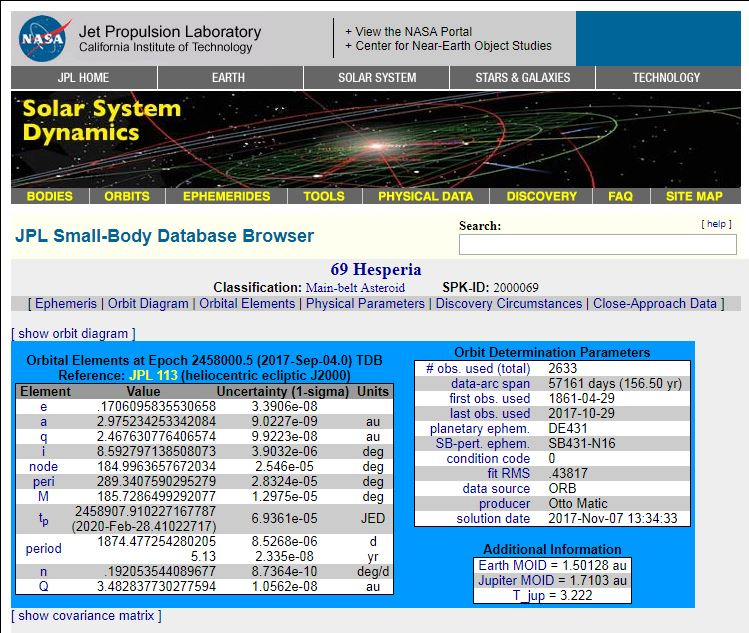 NASA
Jet Propulsion Laboratory
California Institute of Technology
+ View the NASA Portal
+ Center for Near-Earth Object Studies
JPL HOME EARTH SOLAR SYSTEM STARS & GALAXIES TECHNOLOGY
Solar System
Dynamics
BODIES ORBITS EPHEMERIDES TOOLS PHYSICAL DATA DISCOVERY FAQ SITE MAP
JPL Small-Body Database Browser
Search: [ help ]
69 Hesperia
Classification: Main-belt Asteroid SPK-ID: 2000069
[ Ephemeris | Orbit Diagram | Orbital Elements | Physical Parameters | Discovery Circumstances | Close-Approach Data ]
[ show orbit diagram ]
Orbital Elements at Epoch 2458000.5 (2017-Sep-04.0) TDB
Reference: JPL 113 (heliocentric ecliptic J2000)
Element Value Uncertainty (1-sigma) Units
e .1706095835530658 3.3906e-08
a 2.975234253342084 9.0227e-09 au
q 2.467630776406574 9.9223e-08 au
i 8.592797138508073 3.9032e-06 deg
node 184.9963657672034 2.546e-05 deg
peri 289.3407590295279 2.8324e-05 deg
M 185.7286499292077 1.2975e-05 deg
tp 2458907.910227167787 6.9361e-05 JED
(2020-Feb-28.41022717)
period 1874.477254280205 8.5268e-06 d
5.13 2.335e-08 yr
n .192053544089677 8.7364e-10 deg/d
Q 3.482837730277594 1.0562e-08 au
Orbit Determination Parameters
# obs. used (total) 2633
data-arc span 57161 days (156.50 yr)
first obs. used 1861-04-29
last obs. used 2017-10-29
planetary ephem. DE431
SB-pert. ephem. SB431-N16
condition code 0
fit RMS .43817
data source ORB
producer Otto Matic
solution date 2017-Nov-07 13:34:33
Additional Information
Earth MOID = 1.50128 au
Jupiter MOID = 1.7103 au
T_jup = 3.222
[ show covariance matrix ]